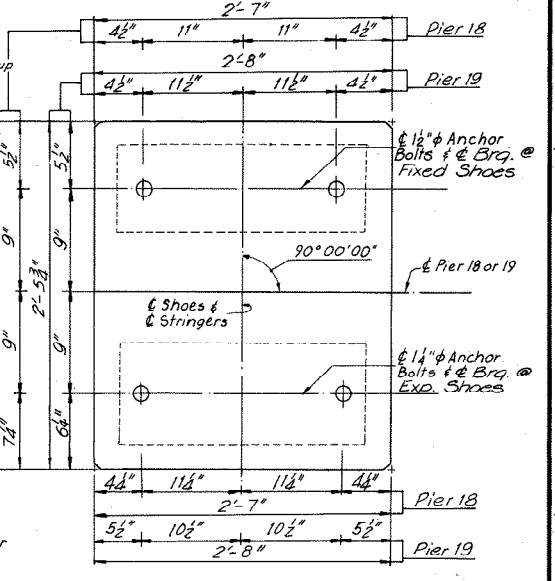 2'-7"
4½" 11" 11" 4½" Pier 18
2'-8"
4½" 11½" 11½" 4½" Pier 19
up
5½" 5½"
℄ 1½"ϕ Anchor
Bolts & ℄ Brg. @
Fixed Shoes
9" 9"
2'-5¾"
90°00'00"
℄ Pier 18 or 19
℄ Shoes &
℄ Stringers
9" 9"
℄ 1¼"ϕ Anchor
Bolts & ℄ Brg. @
Exp. Shoes
7¼" 6¼"
4¼" 11¼" 11¼" 4¼"
2'-7" Pier 18
5½" 10½" 10½" 5½"
2'-8" Pier 19
r